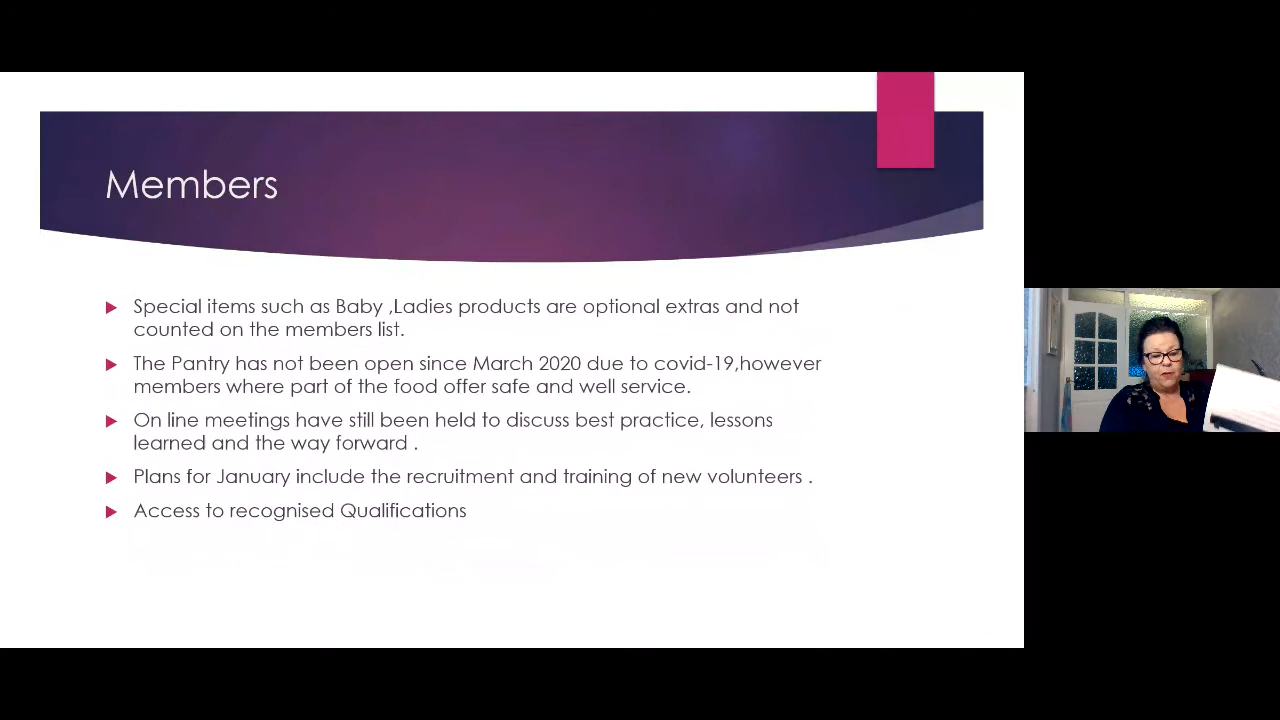 Members
Special items such as Baby ,Ladies products are optional extras and not
counted on the members list.
The Pantry has not been open since March 2020 due to covid-19,however
members where part of the food offer safe and well service.
On line meetings have still been held to discuss best practice, lessons
learned and the way forward .
Plans for January include the recruitment and training of new volunteers .
Access to recognised Qualifications